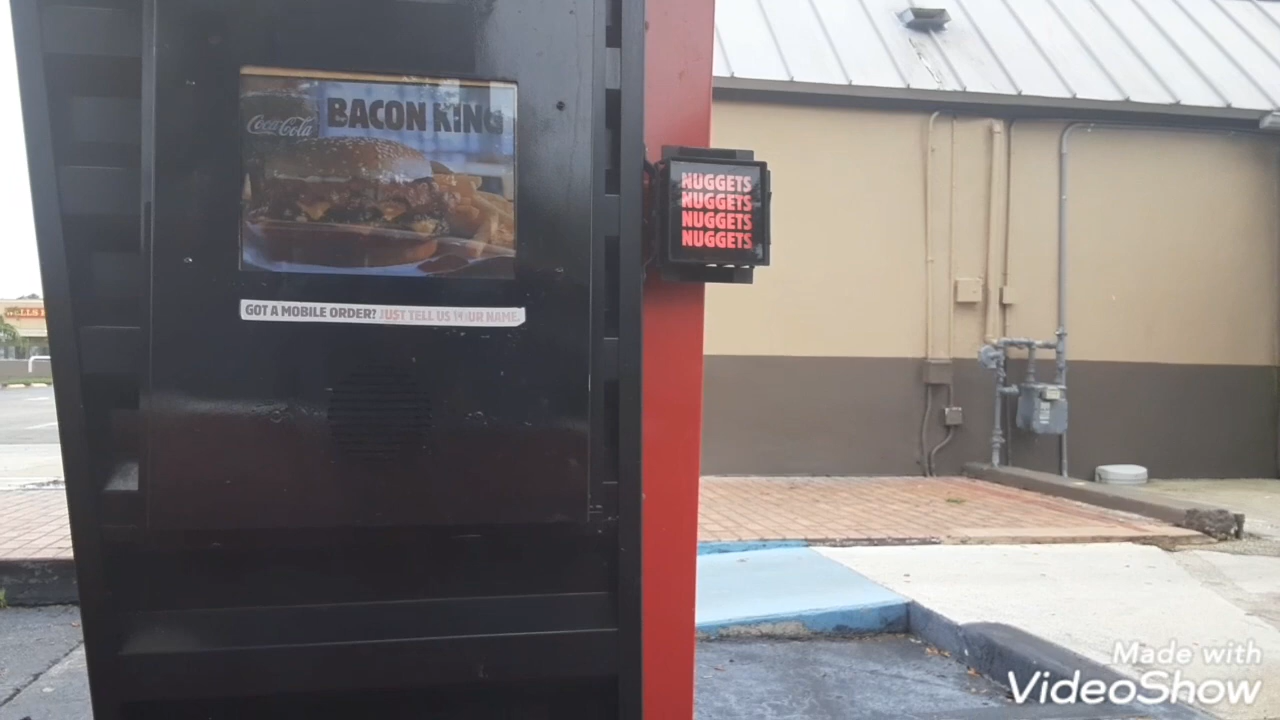 BACON KING
Coca-Cola
NUGGETS
NUGGETS
NUGGETS
NUGGETS
GOT A MOBILE ORDER? JUST TELL US YOUR NAME.
WELLS
Made with
VideoShow